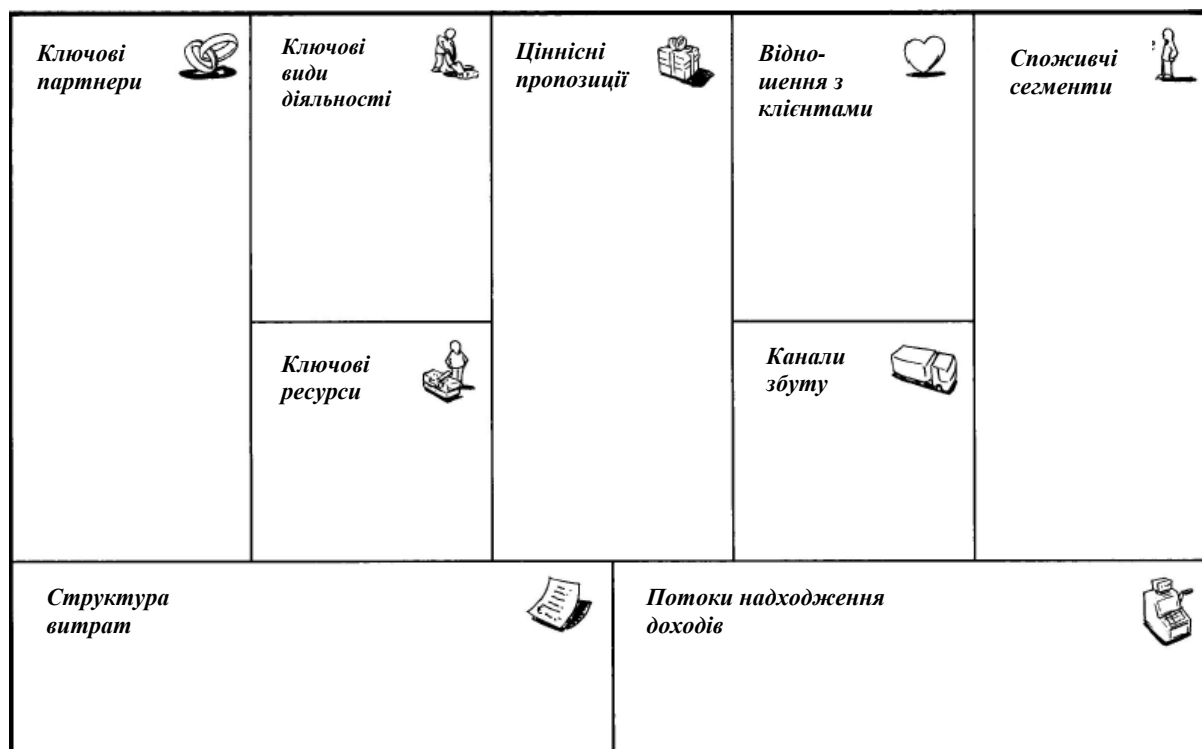 Ключові
партнери
Ключові
види
діяльності
Ціннісні
пропозиції
Відно-
шення з
клієнтами
Споживчі
сегменти
Ключові
ресурси
Канали
збуту
Структура
витрат
Потоки надходження
доходів